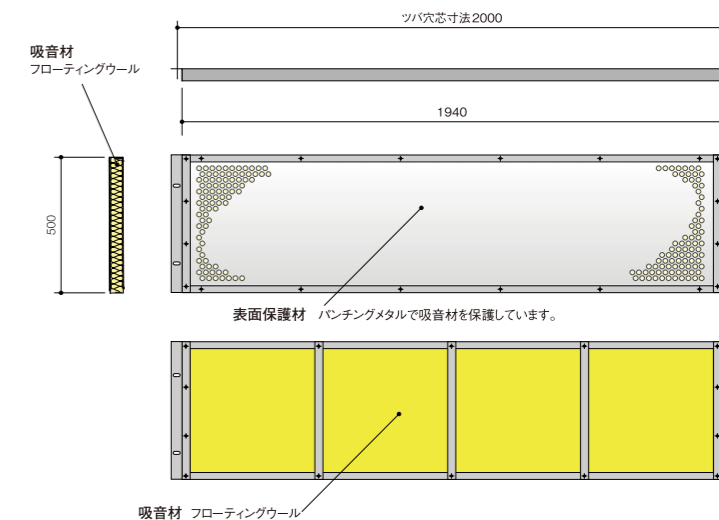 ツバ穴芯寸法2000
吸音材
フローティングウール
1940
500
表面保護材 パンチングメタルで吸音材を保護しています。
吸音材 フローティングウール